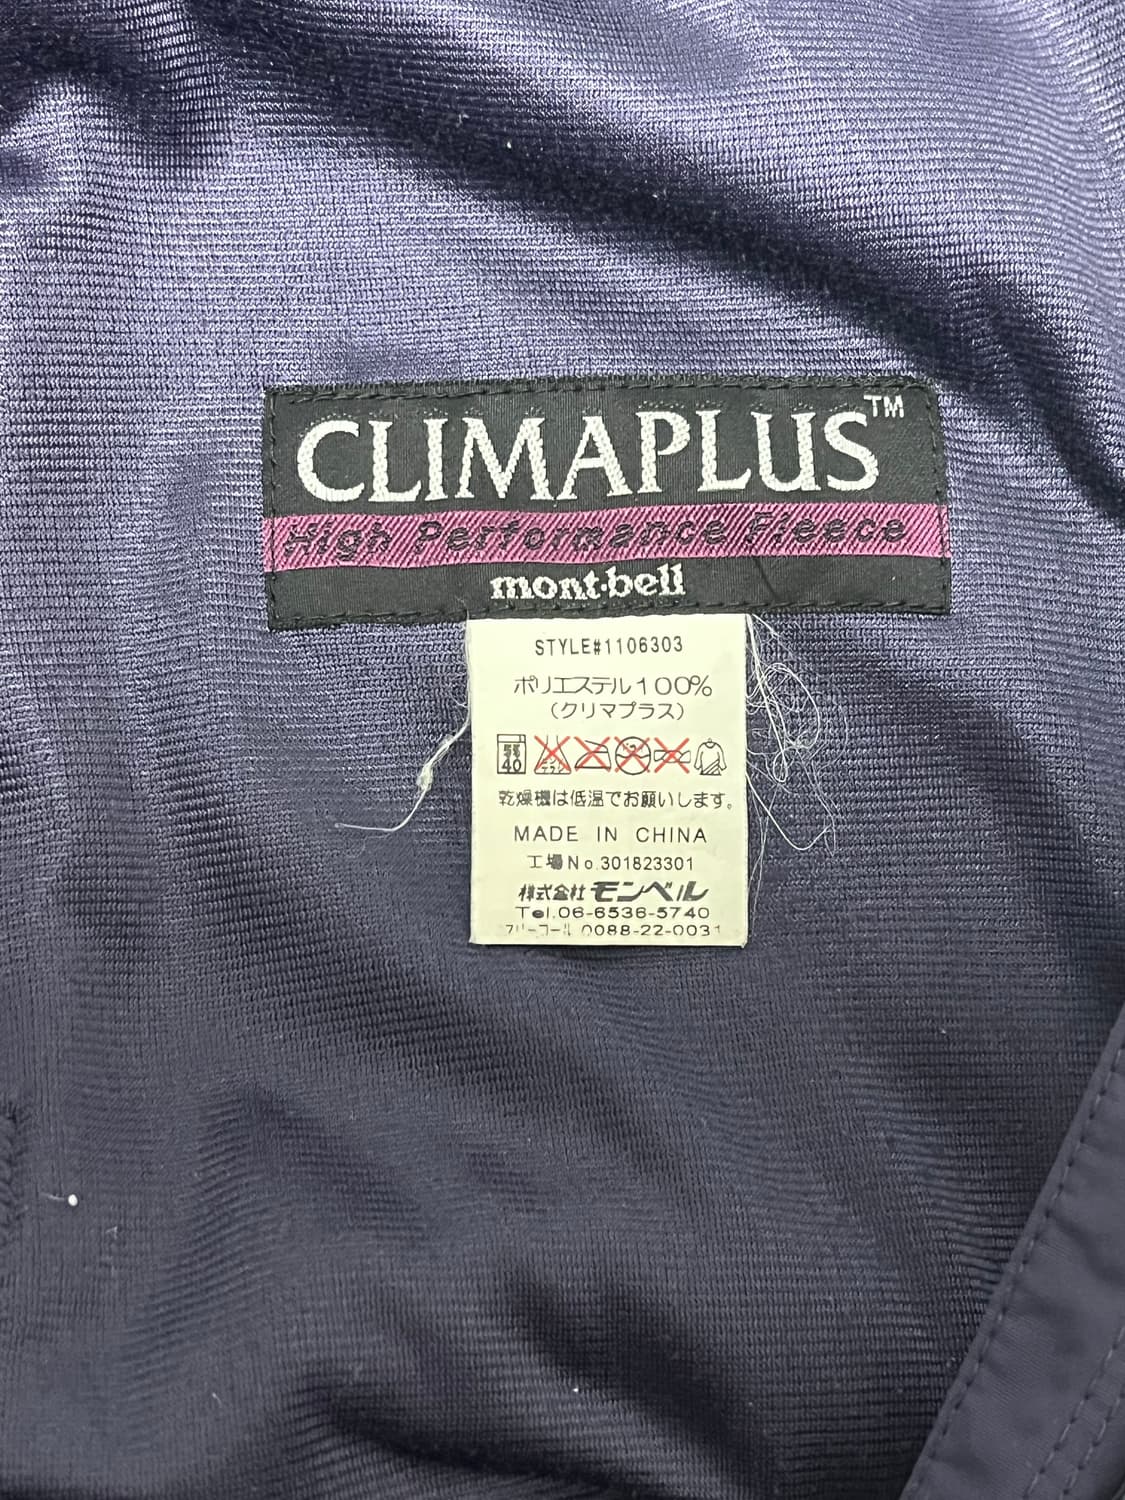 CLIMAPLUS™
High Performance Fleece
mont·bell
STYLE#1106303
ポリエステル100%
(クリマプラス)
40
乾燥機は低温でお願いします。
MADE IN CHINA
工場No.301823301
株式会社モンベル
Tel.06-6536-5740
フリーコール 0088-22-0031